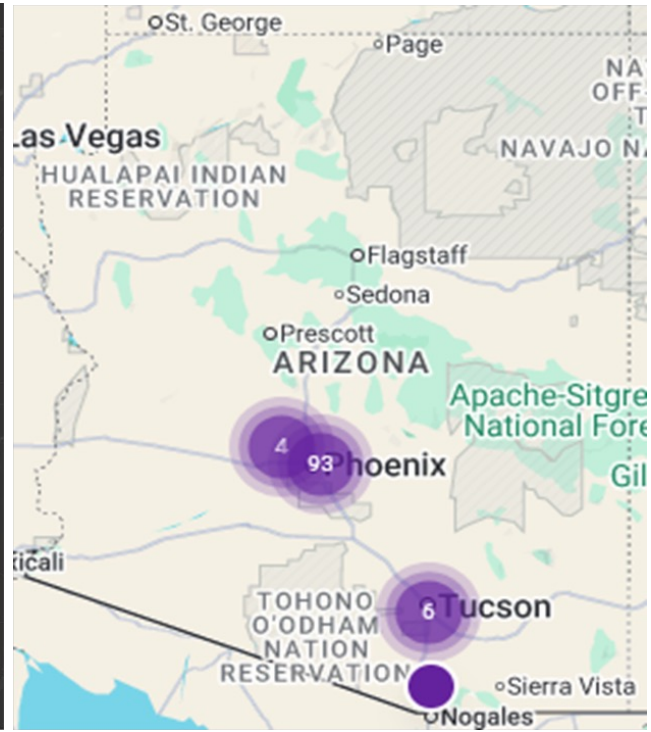 St. George
Page
NA
OFF-
T
Las Vegas
NAVAJO NA
HUALAPAI INDIAN
RESERVATION
Flagstaff
Sedona
Prescott
ARIZONA
Apache-Sitgre
National Fore
4
93
Phoenix
Gil
xicali
TOHONO
O'ODHAM
NATION
RESERVATION
6
Tucson
Sierra Vista
Nogales